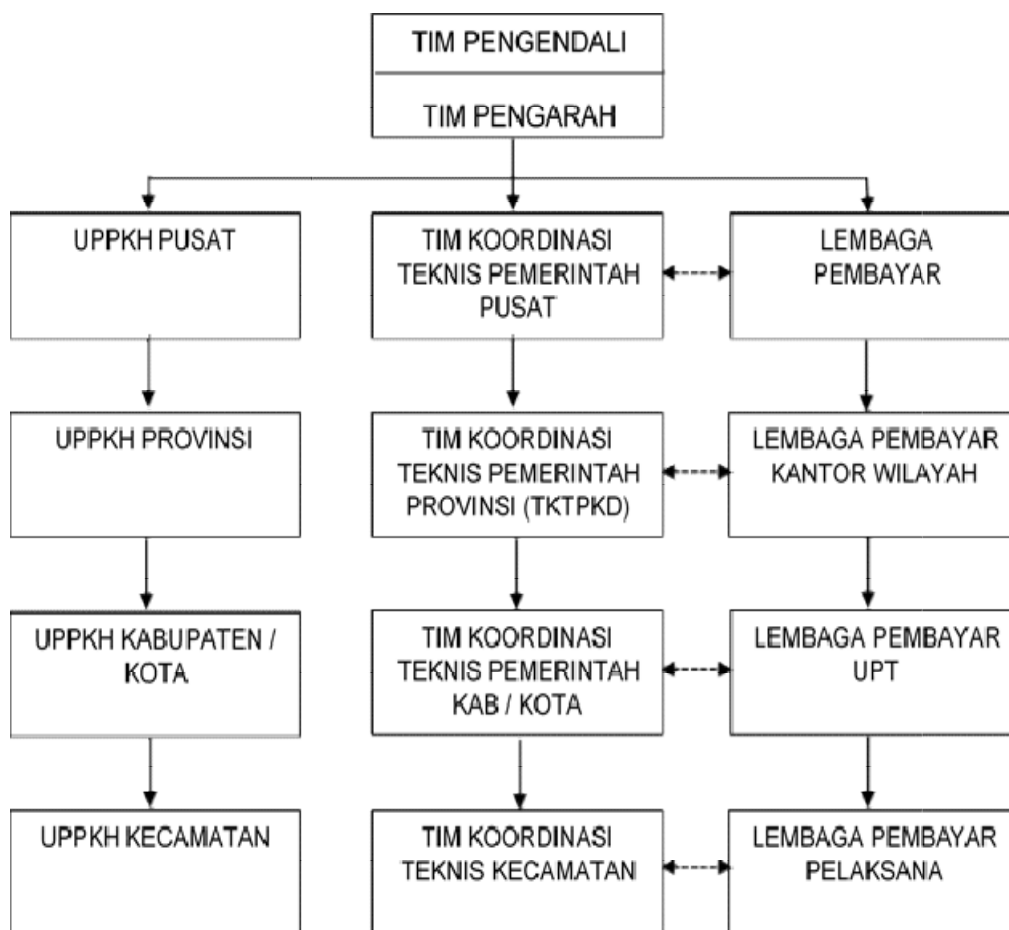 TIM PENGENDALI
TIM PENGARAH
UPPKH PUSAT
TIM KOORDINASI
TEKNIS PEMERINTAH
PUSAT
LEMBAGA
PEMBAYAR
UPPKH PROVINSI
TIM KOORDINASI
TEKNIS PEMERINTAH
PROVINSI (TKTPKD)
LEMBAGA PEMBAYAR
KANTOR WILAYAH
UPPKH KABUPATEN /
KOTA
TIM KOORDINASI
TEKNIS PEMERINTAH
KAB / KOTA
LEMBAGA PEMBAYAR
UPT
UPPKH KECAMATAN
TIM KOORDINASI
TEKNIS KECAMATAN
LEMBAGA PEMBAYAR
PELAKSANA